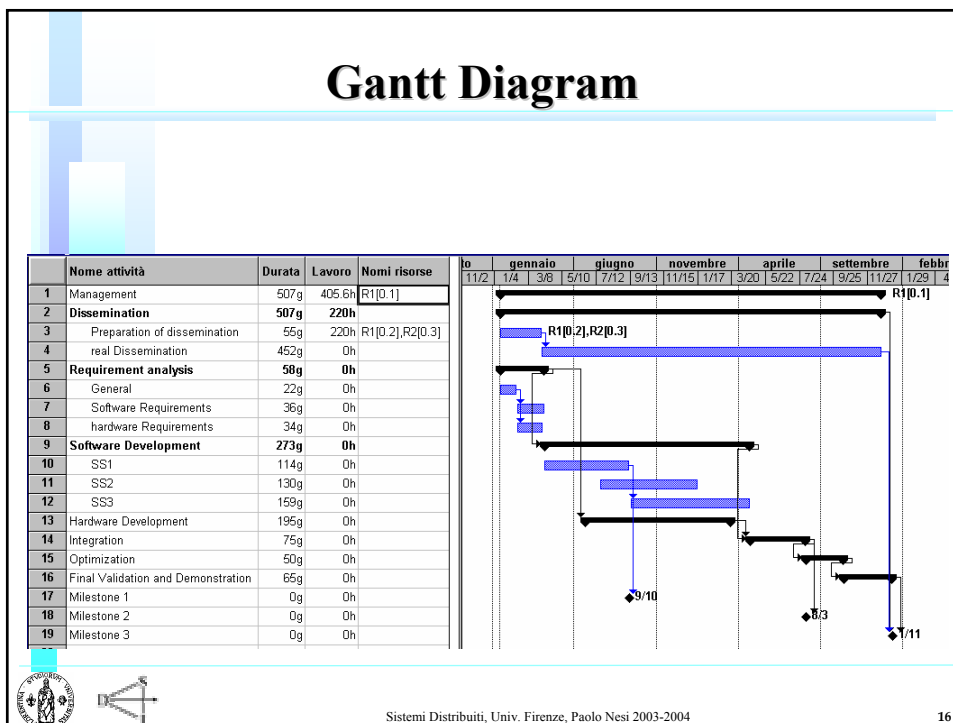 Gantt Diagram
Nome attività Durata Lavoro Nomi risorse
to gennaio giugno novembre aprile settembre febbr
11/2 1/4 3/8 5/10 7/12 9/13 11/15 1/17 3/20 5/22 7/24 9/25 11/27 1/29 4
1 Management 507g 405.6h R1[0.1] R1[0.1]
2 Dissemination 507g 220h
3 Preparation of dissemination 55g 220h R1[0.2],R2[0.3] R1[0.2],R2[0.3]
4 real Dissemination 452g 0h
5 Requirement analysis 58g 0h
6 General 22g 0h
7 Software Requirements 36g 0h
8 hardware Requirements 34g 0h
9 Software Development 273g 0h
10 SS1 114g 0h
11 SS2 130g 0h
12 SS3 159g 0h
13 Hardware Development 195g 0h
14 Integration 75g 0h
15 Optimization 50g 0h
16 Final Validation and Demonstration 65g 0h
17 Milestone 1 0g 0h 9/10
18 Milestone 2 0g 0h 8/3
19 Milestone 3 0g 0h 1/11
Sistemi Distribuiti, Univ. Firenze, Paolo Nesi 2003-2004 16